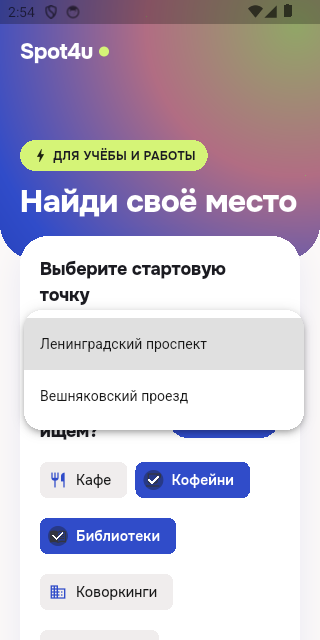 2:54
Spot4u
ДЛЯ УЧЁБЫ И РАБОТЫ
Найди своё место
Выберите стартовую
точку
Ленинградский проспект
Вешняковский проезд
ищем?
Кафе
Кофейни
Библиотеки
Коворкинги